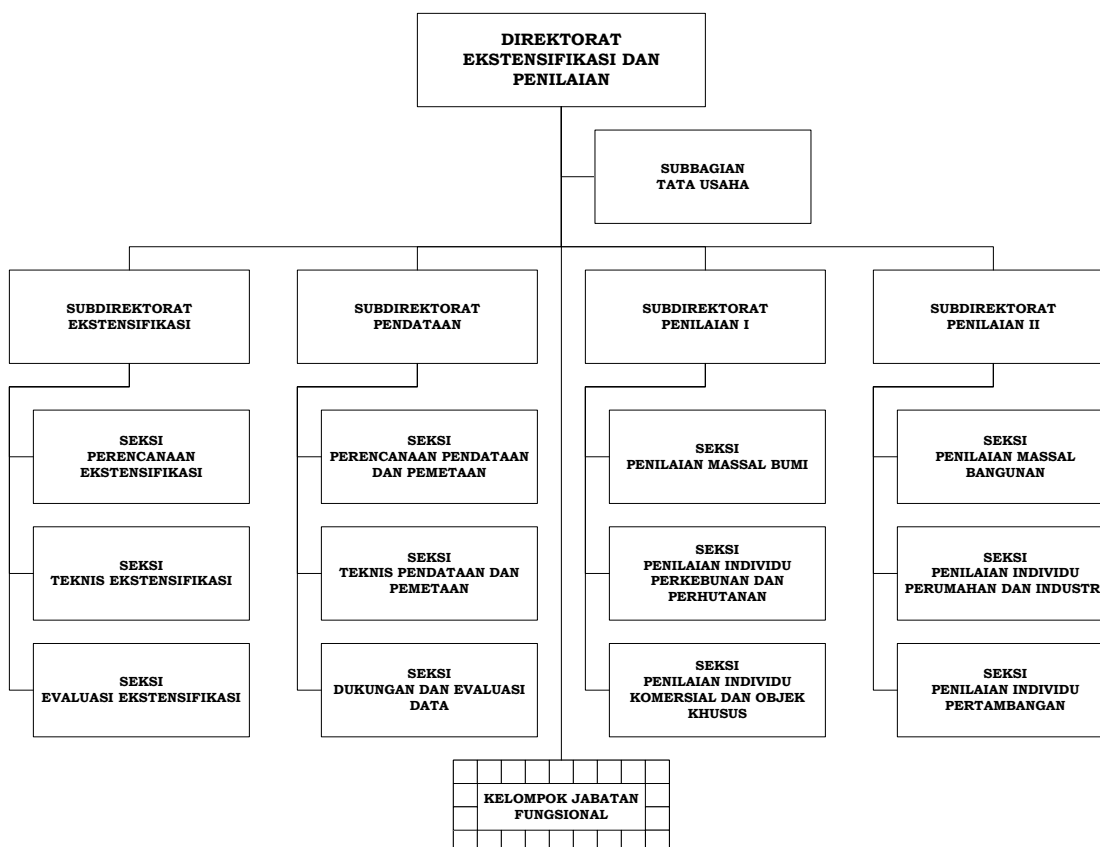 DIREKTORAT
EKSTENSIFIKASI DAN
PENILAIAN
SUBBAGIAN
TATA USAHA
SUBDIREKTORAT
EKSTENSIFIKASI
SUBDIREKTORAT
PENDATAAN
SUBDIREKTORAT
PENILAIAN I
SUBDIREKTORAT
PENILAIAN II
SEKSI
PERENCANAAN
EKSTENSIFIKASI
SEKSI
PERENCANAAN PENDATAAN
DAN PEMETAAN
SEKSI
PENILAIAN MASSAL BUMI
SEKSI
PENILAIAN MASSAL
BANGUNAN
SEKSI
TEKNIS EKSTENSIFIKASI
SEKSI
TEKNIS PENDATAAN DAN
PEMETAAN
SEKSI
PENILAIAN INDIVIDU
PERKEBUNAN DAN
PERHUTANAN
SEKSI
PENILAIAN INDIVIDU
PERUMAHAN DAN INDUSTR
SEKSI
EVALUASI EKSTENSIFIKASI
SEKSI
DUKUNGAN DAN EVALUASI
DATA
SEKSI
PENILAIAN INDIVIDU
KOMERSIAL DAN OBJEK
KHUSUS
SEKSI
PENILAIAN INDIVIDU
PERTAMBANGAN
KELOMPOK JABATAN
FUNGSIONAL